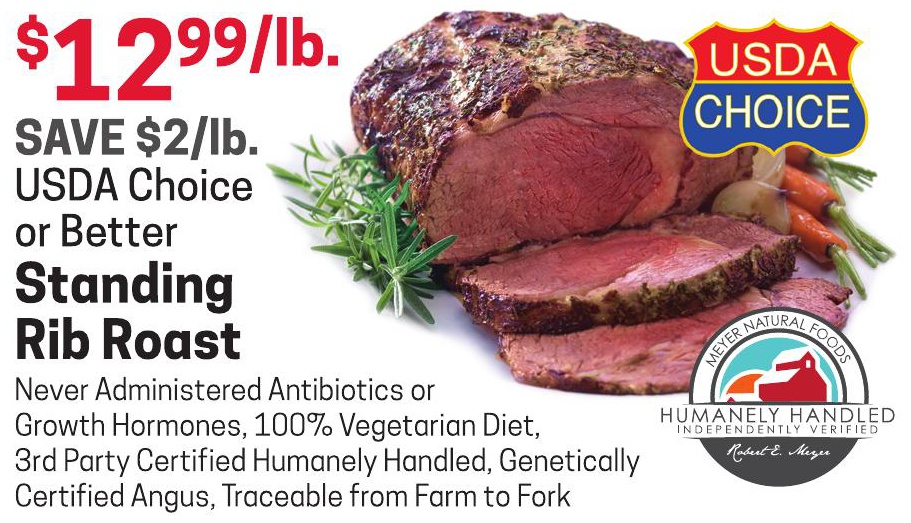 $12 99/lb.
SAVE $2/lb.
USDA Choice
or Better
Standing
Rib Roast
Never Administered Antibiotics or
Growth Hormones, 100% Vegetarian Diet,
3rd Party Certified Humanely Handled, Genetically
Certified Angus, Traceable from Farm to Fork
USDA
CHOICE
MEYER NATURAL FOODS
HUMANELY HANDLED
INDEPENDENTLY VERIFIED
Robert E. Meyer